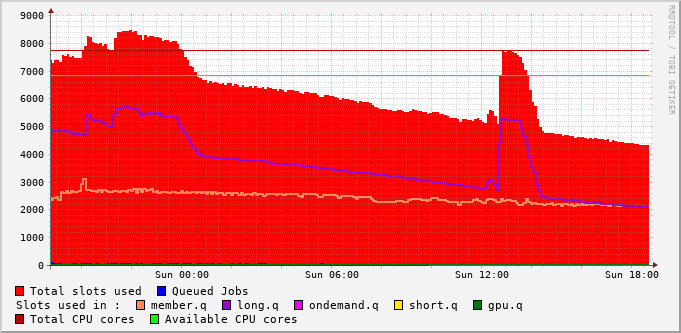 9000
8000
7000
6000
5000
4000
3000
2000
1000
0
Sun 00:00 Sun 06:00 Sun 12:00 Sun 18:00
RRDTOOL / TOBI OETIKER
Total slots used Queued Jobs
Slots used in : member.q long.q ondemand.q short.q gpu.q
Total CPU cores Available CPU cores